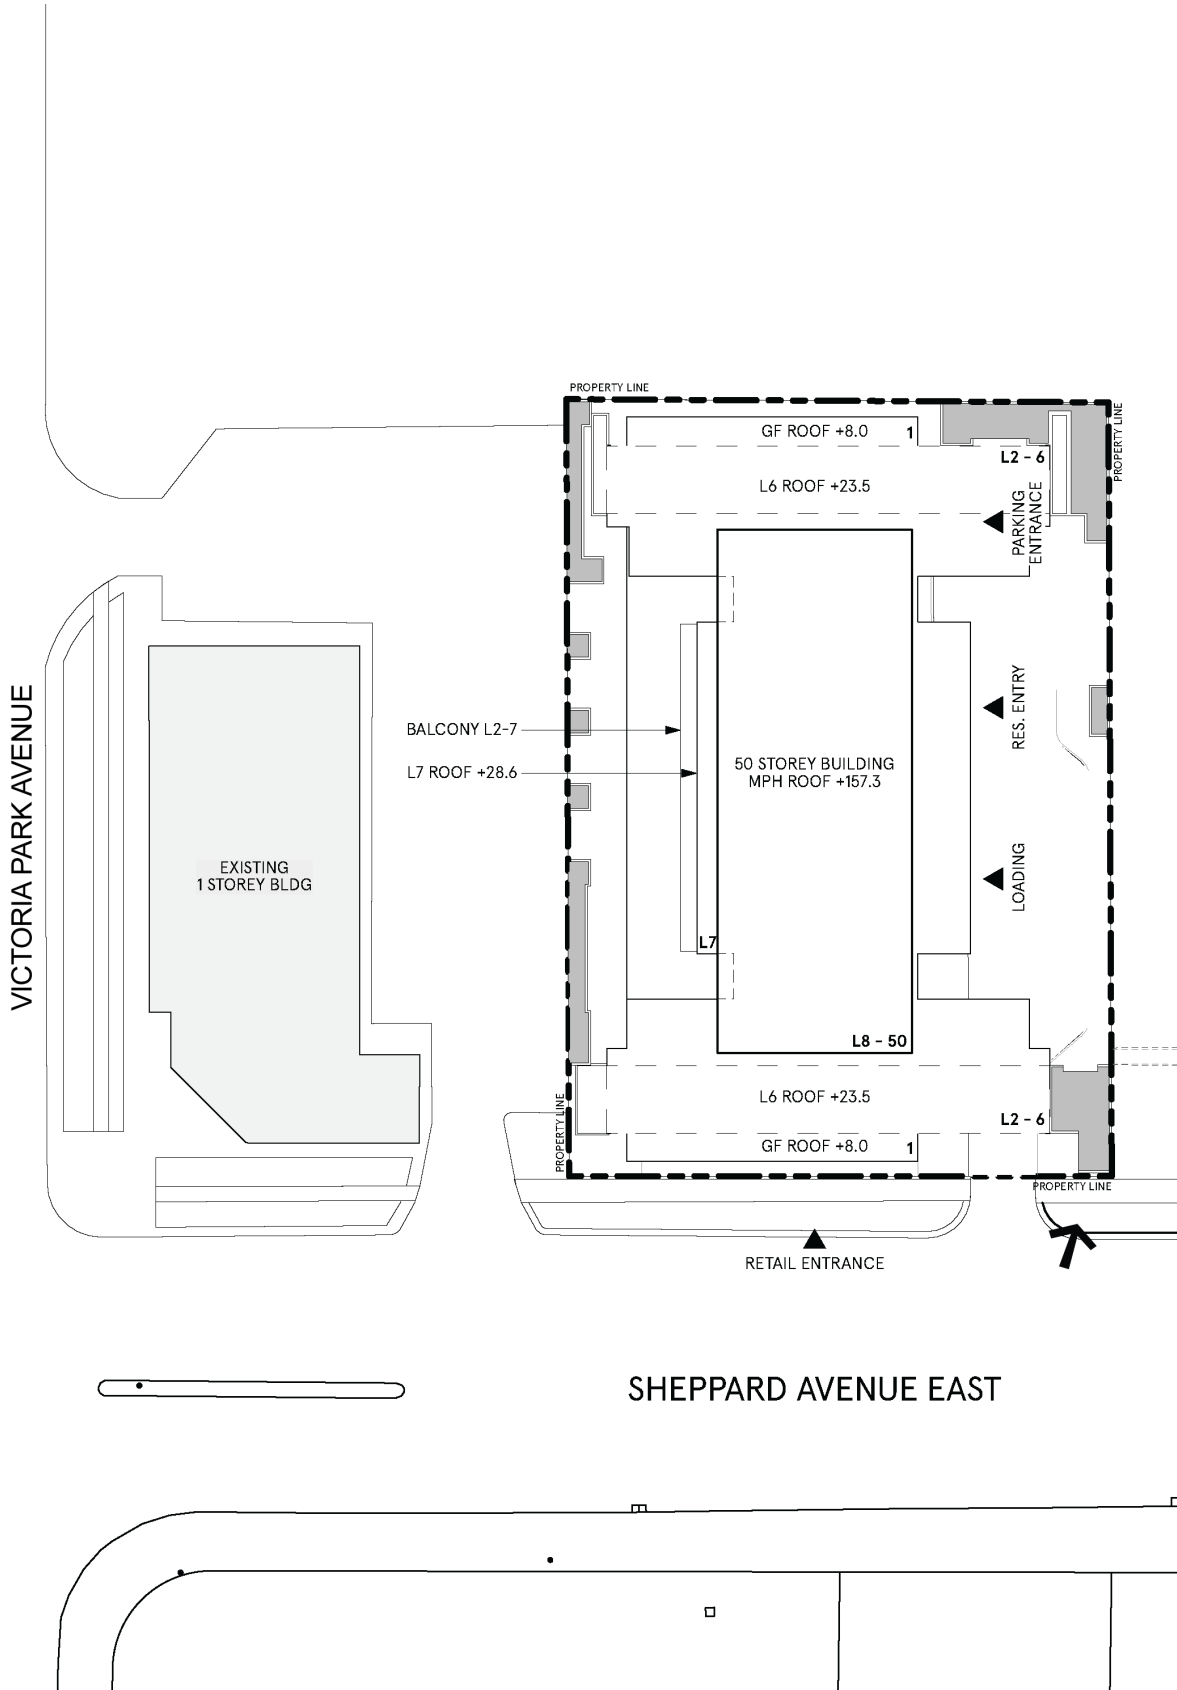 PROPERTY LINE
PROPERTY LINE
GF ROOF +8.0
1
L2 - 6
L6 ROOF +23.5
PARKING
ENTRANCE
RES. ENTRY
BALCONY L2-7
L7 ROOF +28.6
50 STOREY BUILDING
MPH ROOF +157.3
VICTORIA PARK AVENUE
EXISTING
1 STOREY BLDG
LOADING
L7
L8 - 50
L6 ROOF +23.5
L2 - 6
PROPERTY LINE
GF ROOF +8.0
1
PROPERTY LINE
RETAIL ENTRANCE
SHEPPARD AVENUE EAST